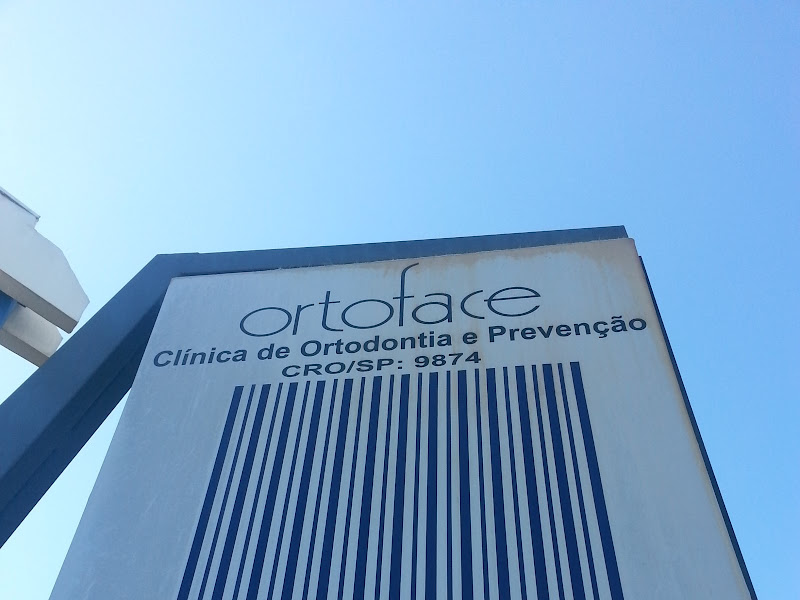 ortoface
Clínica de Ortodontia e Prevenção
CRO/SP: 9874